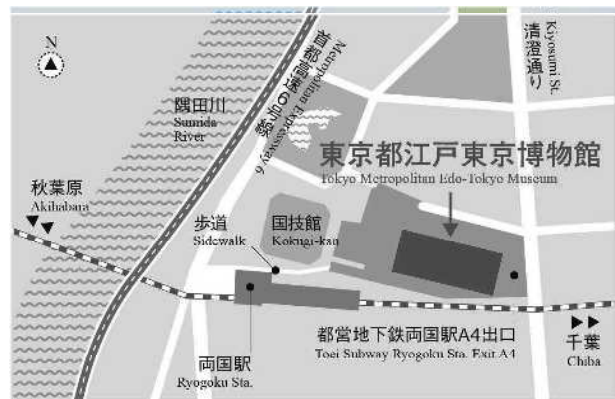 N
首都高速6号線
Metropolitan Expressway 6
清澄通り
Kiyosumi St.
隅田川
Sumida
River
東京都江戸東京博物館
Tokyo Metropolitan Edo-Tokyo Museum
秋葉原
Akihabara
歩道
Sidewalk
国技館
Kokugi-kan
都営地下鉄両国駅A4出口
Toei Subway Ryogoku Sta. Exit A4
千葉
Chiba
両国駅
Ryogoku Sta.